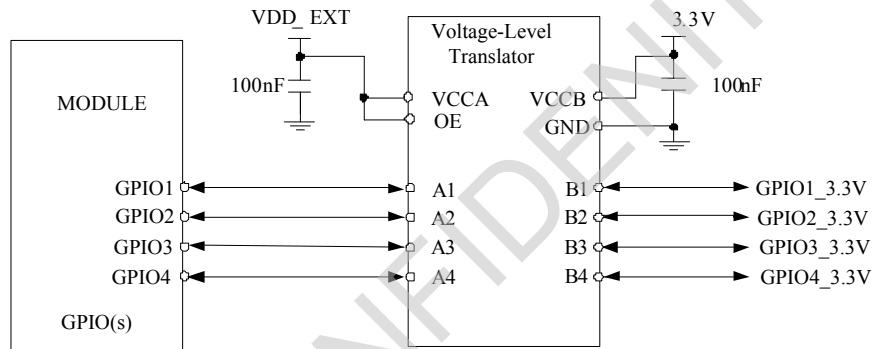 VDD_EXT
Voltage-Level
Translator
3.3V
100nF
100nF
MODULE
VCCA
VCCB
OE
GND
GPIO1
A1
B1
GPIO1_3.3V
GPIO2
A2
B2
GPIO2_3.3V
GPIO3
A3
B3
GPIO3_3.3V
GPIO4
A4
B4
GPIO4_3.3V
GPIO(s)
NFIDENIT